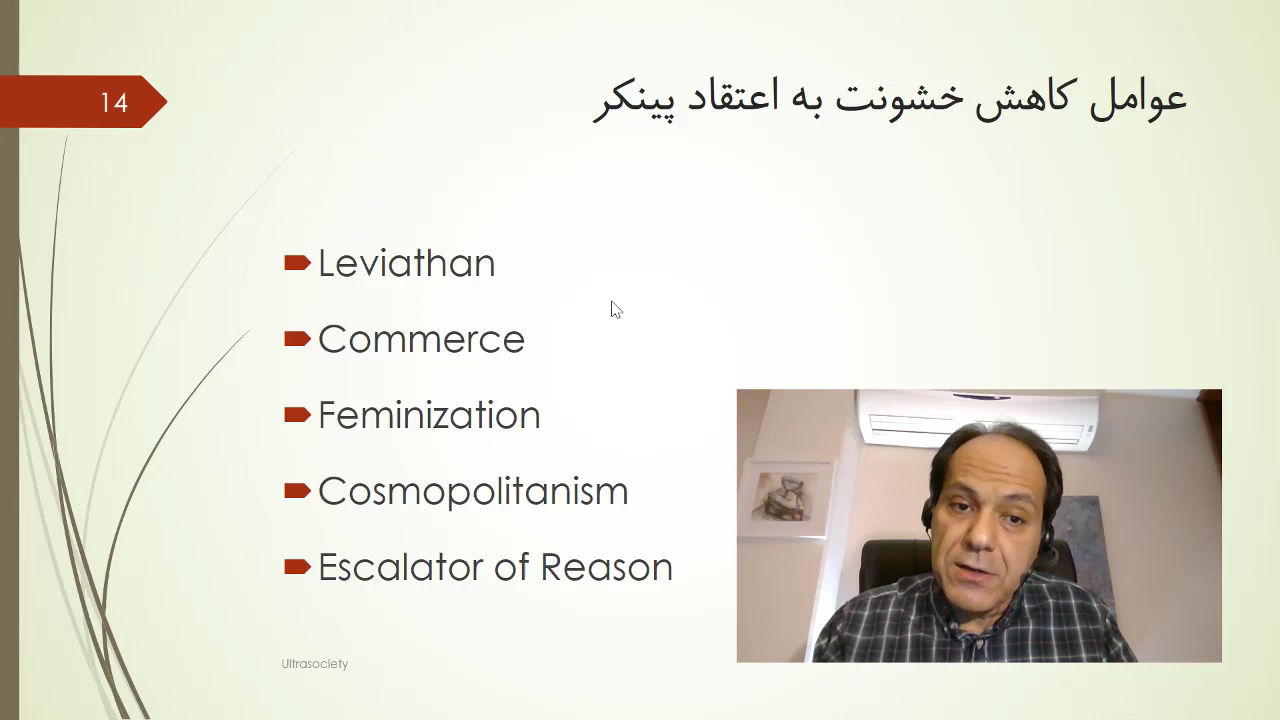 14
عوامل کاهش خشونت به اعتقاد پینکر
Leviathan
Commerce
Feminization
Cosmopolitanism
Escalator of Reason
Ultrasociety